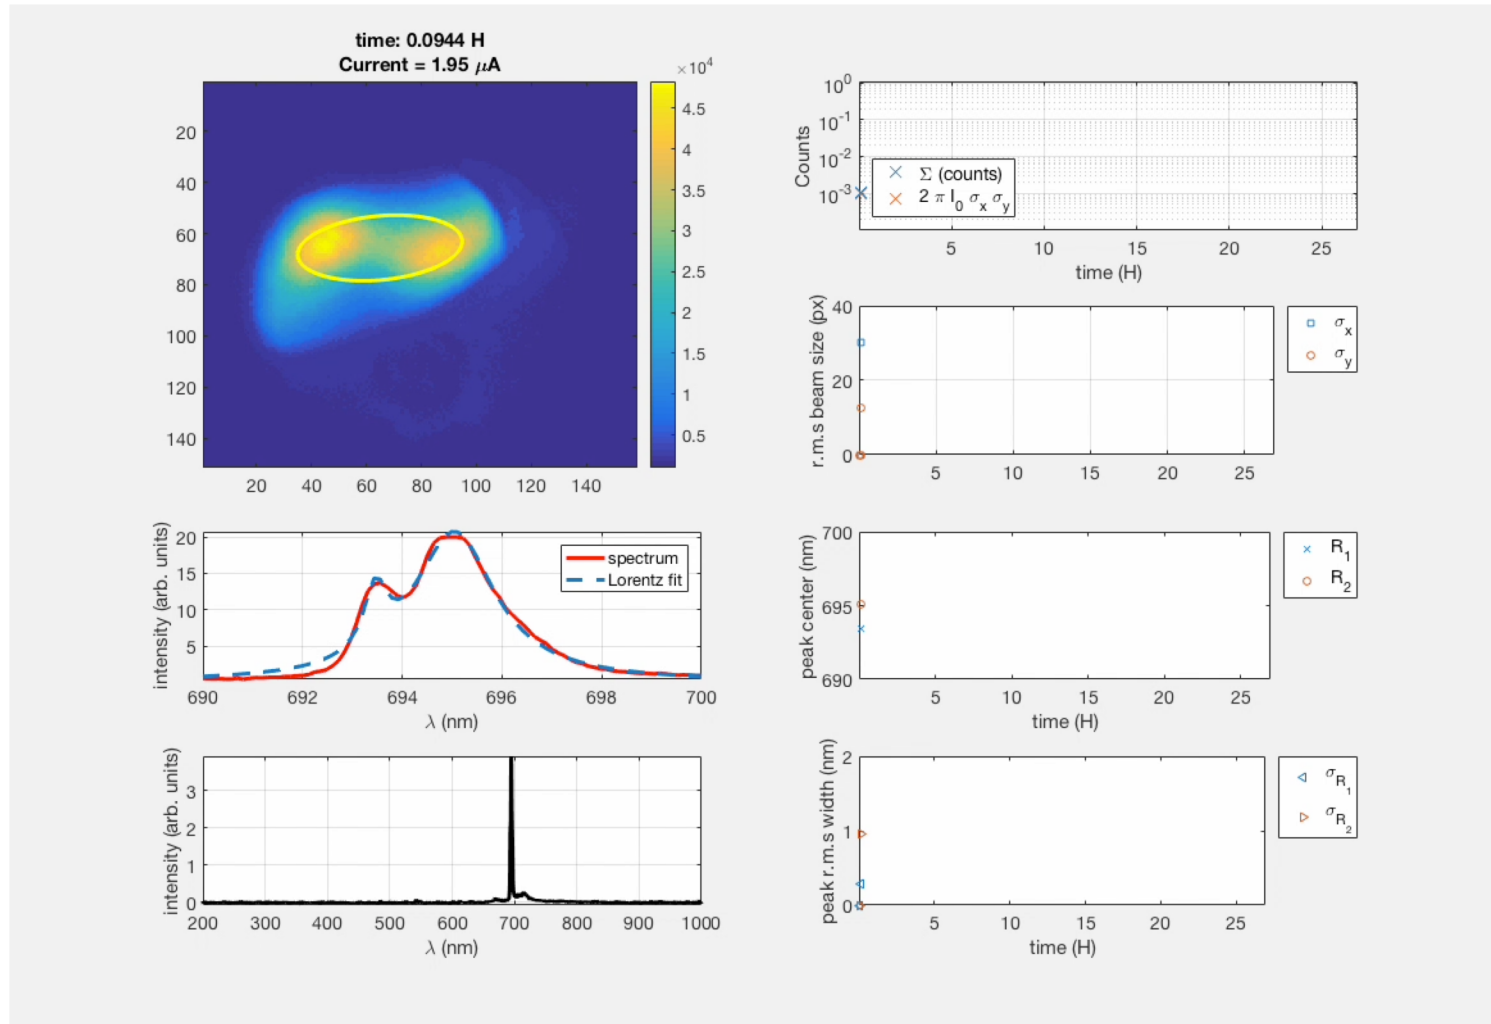 time: 0.0944 H
Current = 1.95 μA
×10⁴
20
40
60
80
100
120
140
20 40 60 80 100 120 140
4.5
4
3.5
3
2.5
2
1.5
1
0.5
Counts
10⁰
10⁻¹
10⁻²
10⁻³
Σ (counts)
2 π I₀ σₓ σ_y
5 10 15 20 25
time (H)
r.m.s beam size (px)
40
20
0
5 10 15 20 25
σₓ
σ_y
intensity (arb. units)
20
15
10
5
spectrum
Lorentz fit
690 692 694 696 698 700
λ (nm)
peak center (nm)
700
695
690
5 10 15 20 25
time (H)
R₁
R₂
intensity (arb. units)
3
2
1
0
200 300 400 500 600 700 800 900 1000
λ (nm)
peak r.m.s width (nm)
2
1
0
5 10 15 20 25
time (H)
σ_R₁
σ_R₂